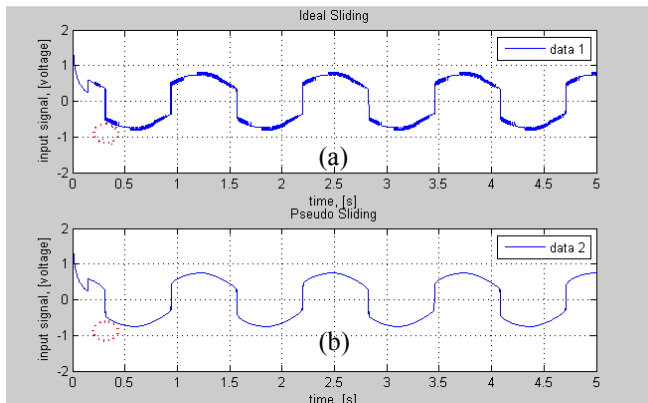 Ideal Sliding
2
1
0
-1
-2
input signal, [voltage]
data 1
(a)
0 0.5 1 1.5 2 2.5 3 3.5 4 4.5 5
time, [s]
Pseudo Sliding
2
1
0
-1
-2
input signal, [voltage]
data 2
(b)
0 0.5 1 1.5 2 2.5 3 3.5 4 4.5 5
time, [s]